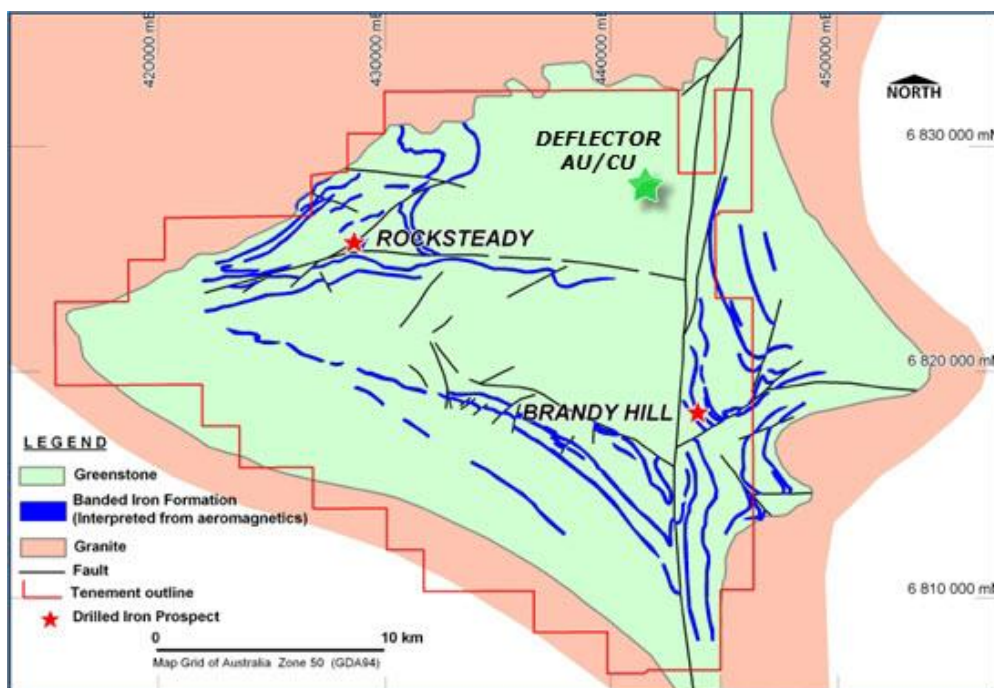 420000 mE
430000 mE
440000 mE
450000 mE
NORTH
DEFLECTOR
AU/CU
6 830 000 mN
ROCKSTEADY
6 820 000 mN
BRANDY HILL
LEGEND
Greenstone
Banded Iron Formation
(Interpreted from aeromagnetics)
Granite
Fault
Tenement outline
Drilled Iron Prospect
6 810 000 mN
0 10 km
Map Grid of Australia Zone 50 (GDA94)